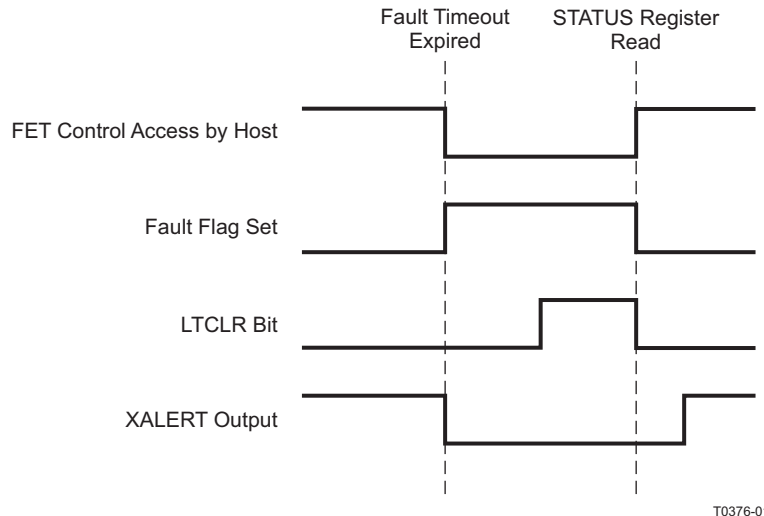 Fault Timeout
Expired
STATUS Register
Read
FET Control Access by Host
Fault Flag Set
LTCLR Bit
XALERT Output
T0376-0